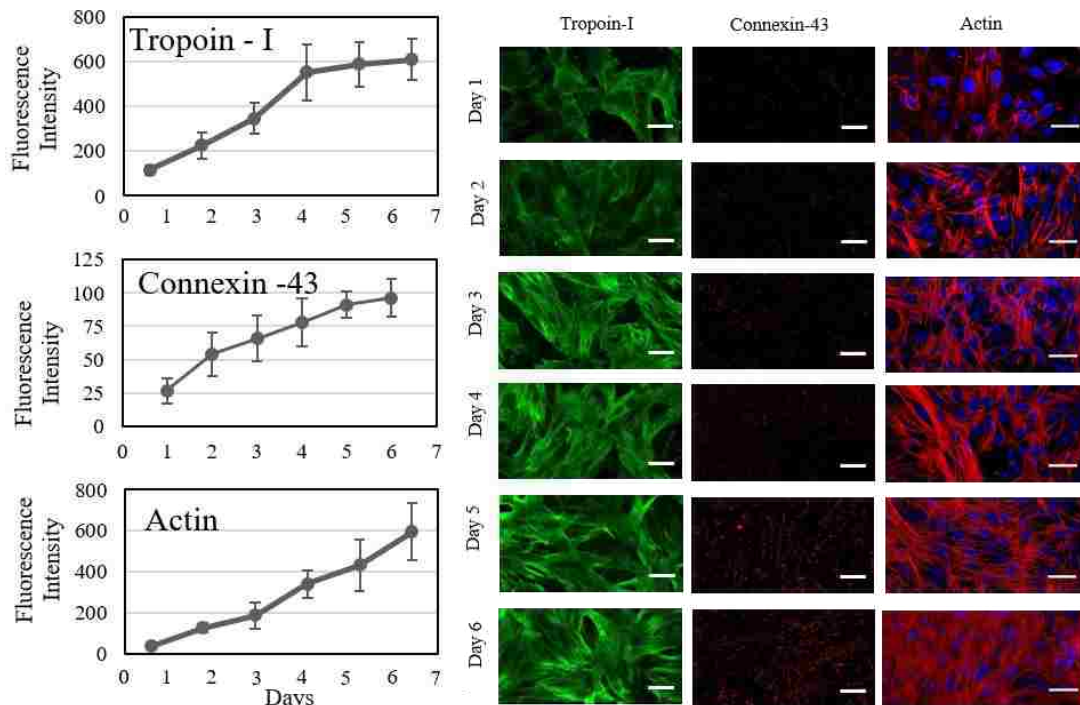 Tropoin - I
Fluorescence
Intensity
800
600
400
200
0
0 1 2 3 4 5 6 7
Connexin -43
Fluorescence
Intensity
125
100
75
50
25
0
0 1 2 3 4 5 6 7
Actin
Fluorescence
Intensity
800
600
400
200
0
0 1 2 3 4 5 6 7
Days
Tropoin-I Connexin-43 Actin
Day 1
Day 2
Day 3
Day 4
Day 5
Day 6